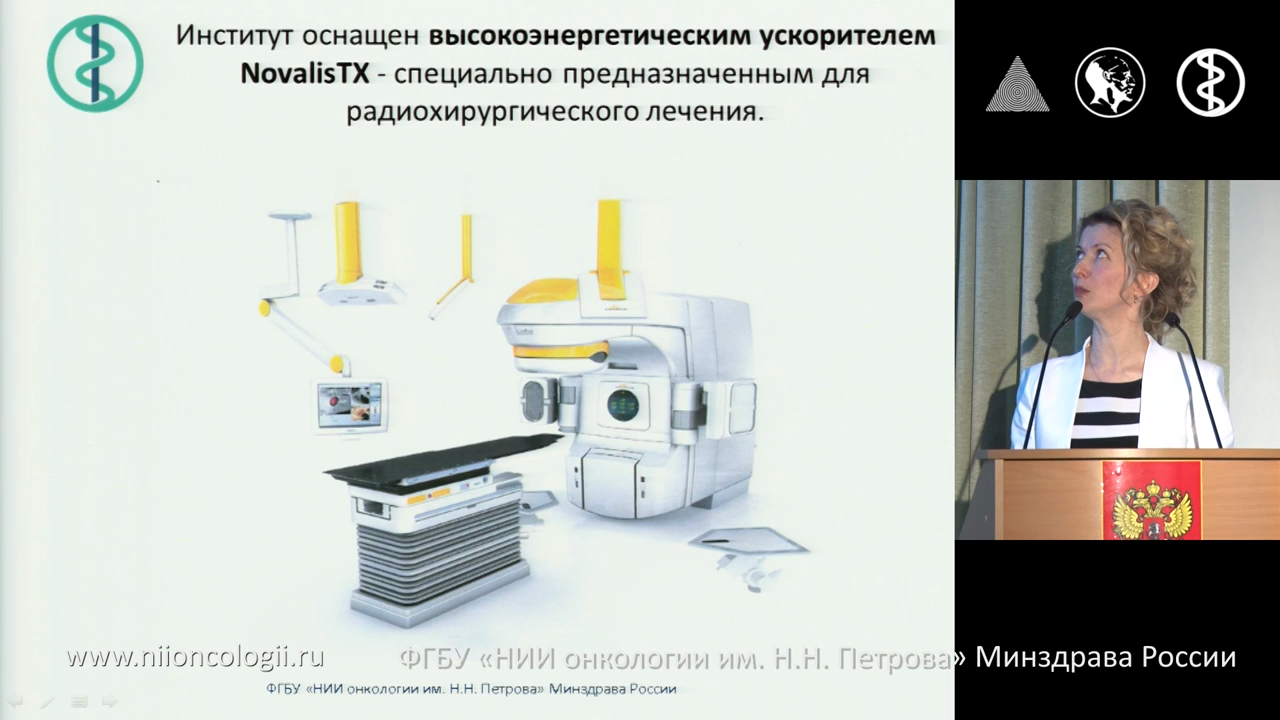 Институт оснащен высокоэнергетическим ускорителем
NovalisTX - специально предназначенным для
радиохирургического лечения.
www.niioncologii.ru
ФГБУ «НИИ онкологии им. Н.Н. Петрова» Минздрава России
ФГБУ «НИИ онкологии им. Н.Н. Петрова» Минздрава России